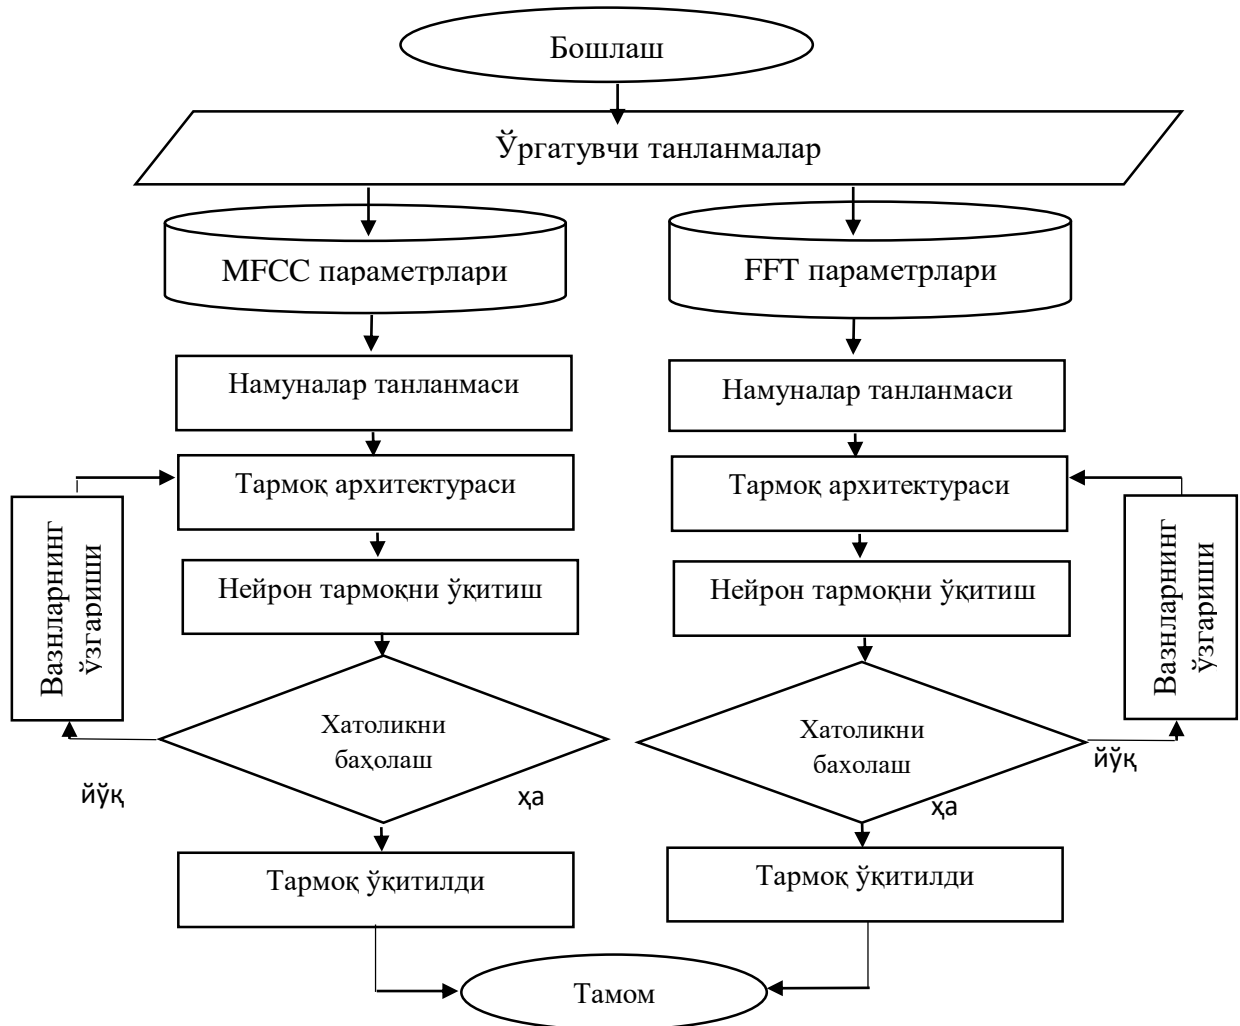 Бошлаш
Ўргатувчи танланмалар
MFCC параметрлари
FFT параметрлари
Намуналар танланмаси
Намуналар танланмаси
Тармоқ архитектураси
Тармоқ архитектураси
Вазнларнинг
ўзгариши
Вазнларнинг
ўзгариши
Нейрон тармоқни ўқитиш
Нейрон тармоқни ўқитиш
Хатоликни
баҳолаш
Хатоликни
бахолаш
йўқ
ҳа
йўқ
ҳа
Тармоқ ўқитилди
Тармоқ ўқитилди
Тамом